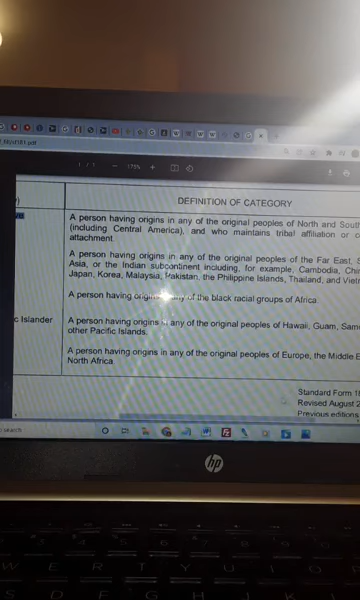 1 / 1
175%
DEFINITION OF CATEGORY
A person having origins in any of the original peoples of North and South
(including Central America), and who maintains tribal affiliation or
attachment.
A person having origins in any of the original peoples of the Far East,
Asia, or the Indian subcontinent including, for example, Cambodia,
Japan, Korea, Malaysia, Pakistan, the Philippine Islands, Thailand, and
A person having origins in any of the black racial groups of Africa.
c Islander
A person having origins in any of the original peoples of Hawaii, Guam,
other Pacific Islands.
A person having origins in any of the original peoples of Europe, the Middle
North Africa.
Standard Form
Revised August
Previous editions
search
hp
W E R T Y U I O
S D F G H J K